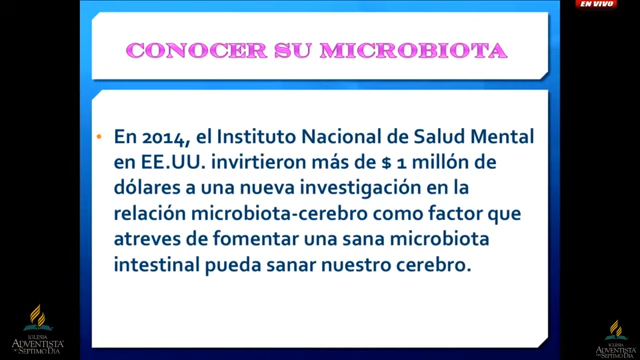 EN VIVO
CONOCER SU MICROBIOTA
• En 2014, el Instituto Nacional de Salud Mental
en EE.UU. invirtieron más de $ 1 millón de
dólares a una nueva investigación en la
relación microbiota-cerebro como factor que
atreves de fomentar una sana microbiota
intestinal pueda sanar nuestro cerebro.
IGLESIA
ADVENTISTA
DEL SÉPTIMO DÍA
IGLESIA
ADVENTISTA
DEL SÉPTIMO DÍA